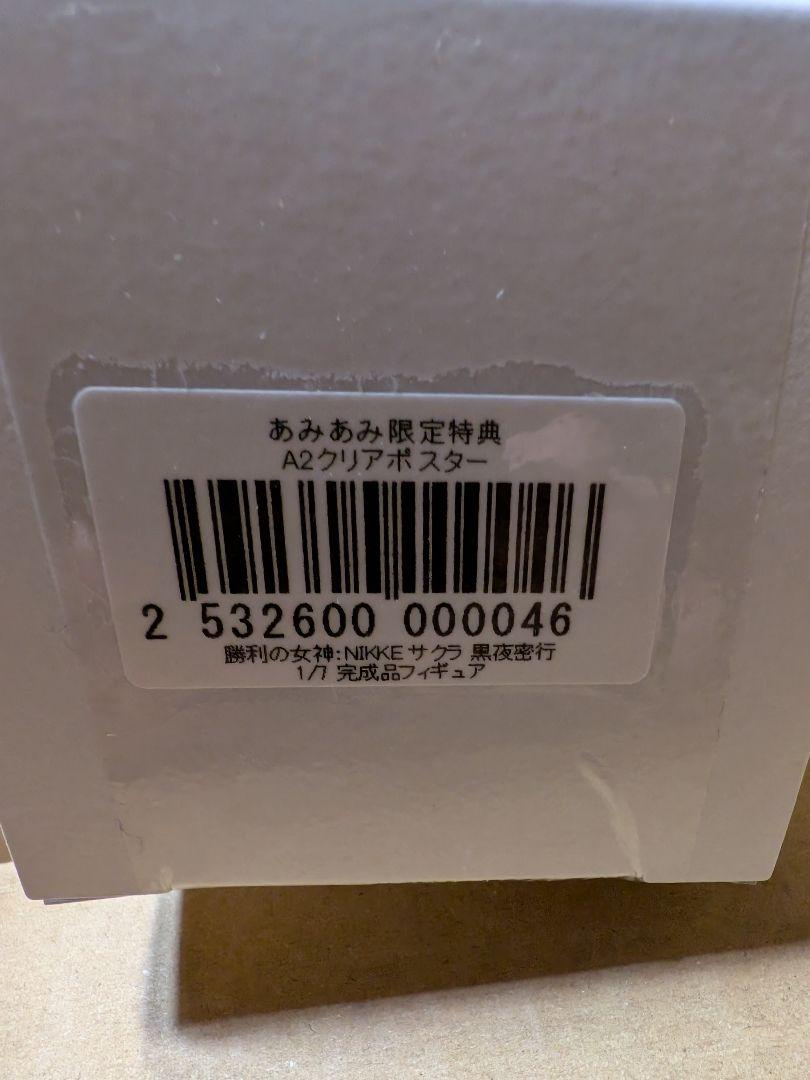 あみあみ限定特典
A2クリアポスター
2 532600 000046
勝利の女神:NIKKE サクラ 黒夜密行
1/7 完成品フィギュア